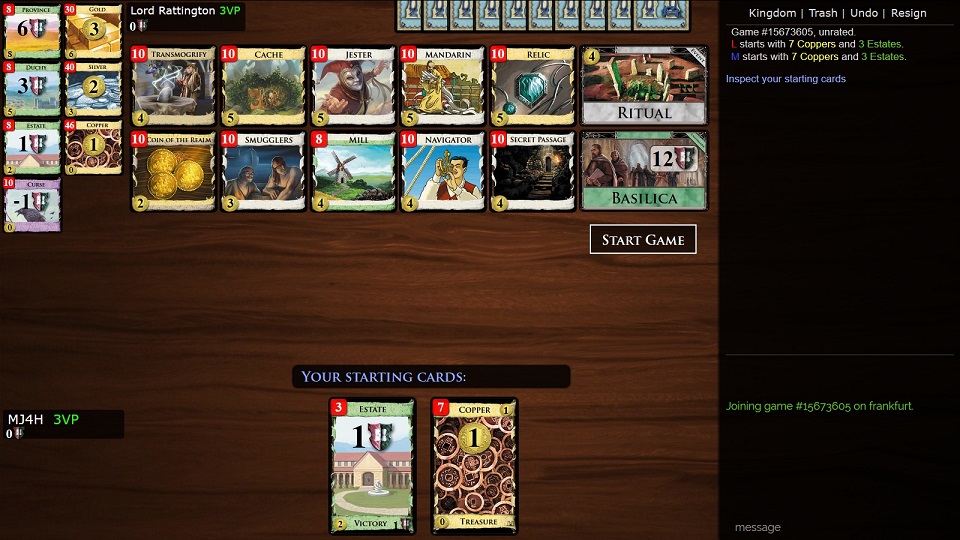 8 PROVINCE
6
8
30 GOLD
3
6
Lord Rattington 3VP
0
8 DUCHY
3
5
40 SILVER
2
3
8 ESTATE
1
2
46 COPPER
1
0
10 CURSE
-1
0
10 TRANSMOGRIFY
4
10 CACHE
5
10 JESTER
5
10 MANDARIN
5
10 RELIC
5
4
EVENT
RITUAL
10 COIN OF THE REALM
2
10 SMUGGLERS
3
8 MILL
4
10 NAVIGATOR
4
10 SECRET PASSAGE
4
12
BASILICA
START GAME
YOUR STARTING CARDS:
MJ4H 3VP
0
3 ESTATE
1
2 VICTORY 1
7 COPPER 1
1
0 TREASURE
Kingdom | Trash | Undo | Resign
Game #15673605, unrated.
L starts with 7 Coppers and 3 Estates.
M starts with 7 Coppers and 3 Estates.
Inspect your starting cards
Joining game #15673605 on frankfurt.
message